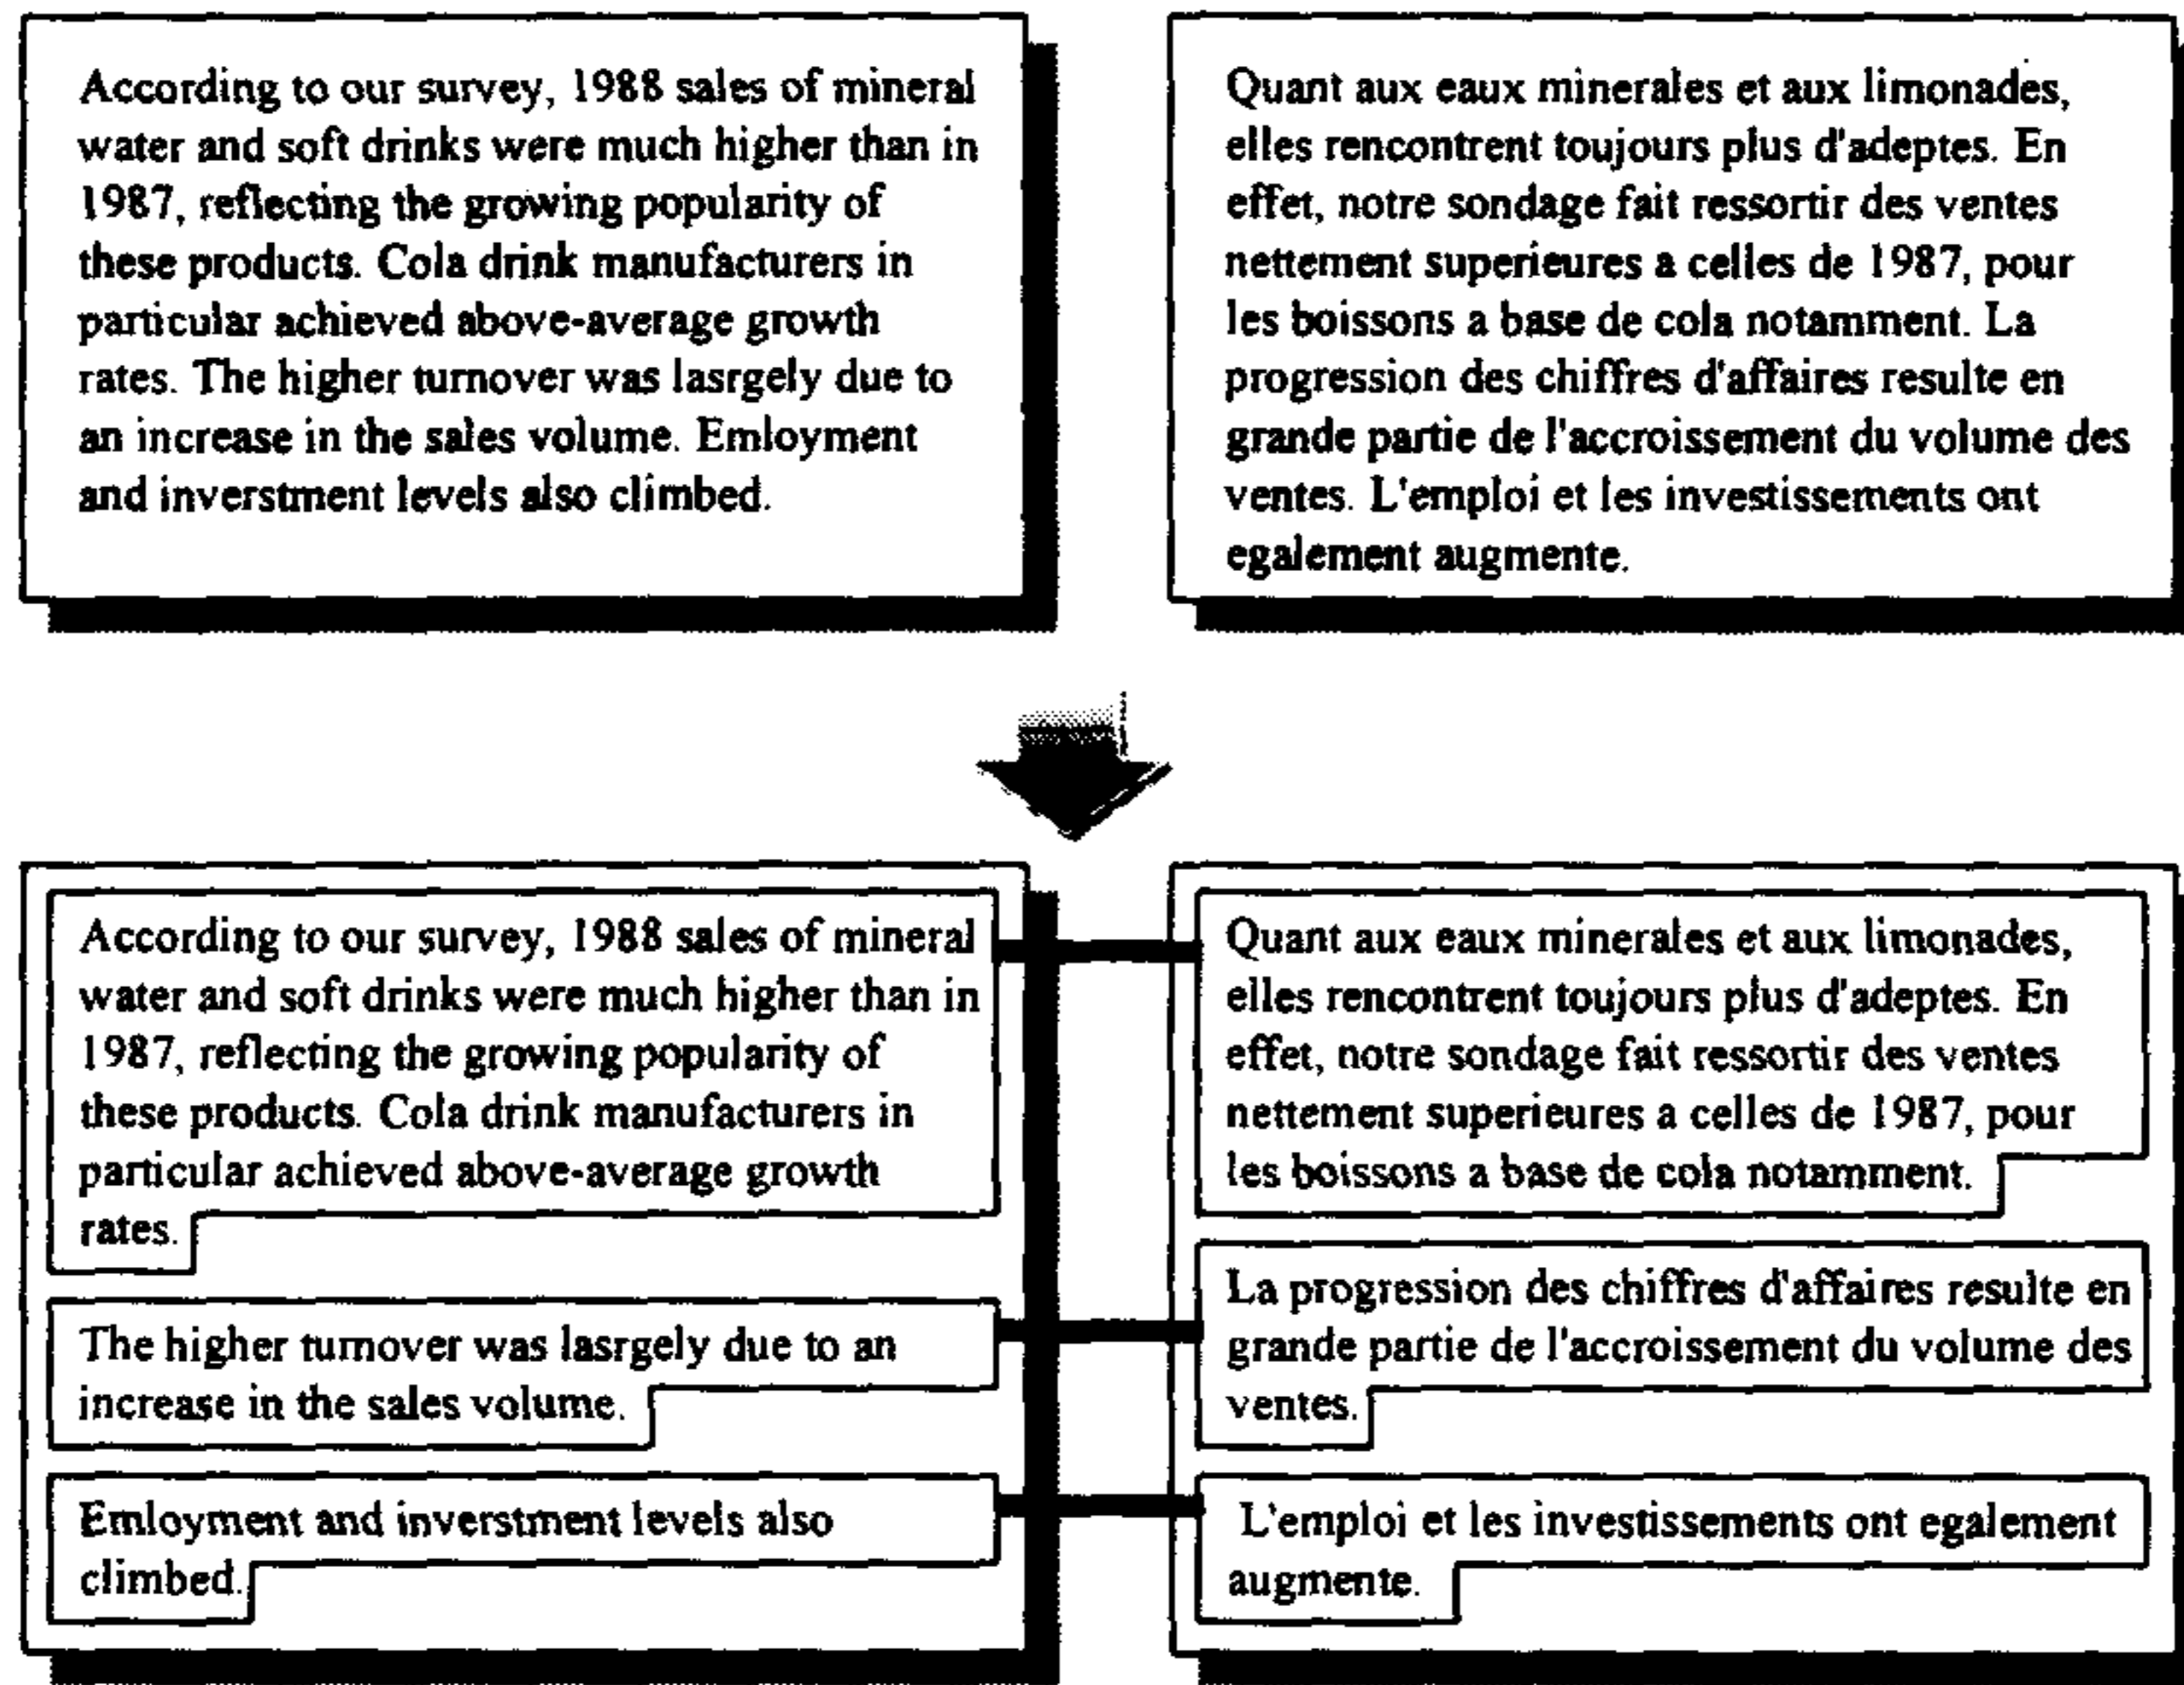 According to our survey, 1988 sales of mineral
water and soft drinks were much higher than in
1987, reflecting the growing popularity of
these products. Cola drink manufacturers in
particular achieved above-average growth
rates. The higher turnover was lasrgely due to
an increase in the sales volume. Emloyment
and inverstment levels also climbed.
Quant aux eaux minerales et aux limonades,
elles rencontrent toujours plus d'adeptes. En
effet, notre sondage fait ressortir des ventes
nettement superieures a celles de 1987, pour
les boissons a base de cola notamment. La
progression des chiffres d'affaires resulte en
grande partie de l'accroissement du volume des
ventes. L'emploi et les investissements ont
egalement augmente.
According to our survey, 1988 sales of mineral
water and soft drinks were much higher than in
1987, reflecting the growing popularity of
these products. Cola drink manufacturers in
particular achieved above-average growth
rates.
The higher turnover was lasrgely due to an
increase in the sales volume.
Emloyment and inverstment levels also
climbed.
Quant aux eaux minerales et aux limonades,
elles rencontrent toujours plus d'adeptes. En
effet, notre sondage fait ressortir des ventes
nettement superieures a celles de 1987, pour
les boissons a base de cola notamment.
La progression des chiffres d'affaires resulte en
grande partie de l'accroissement du volume des
ventes.
L'emploi et les investissements ont egalement
augmente.